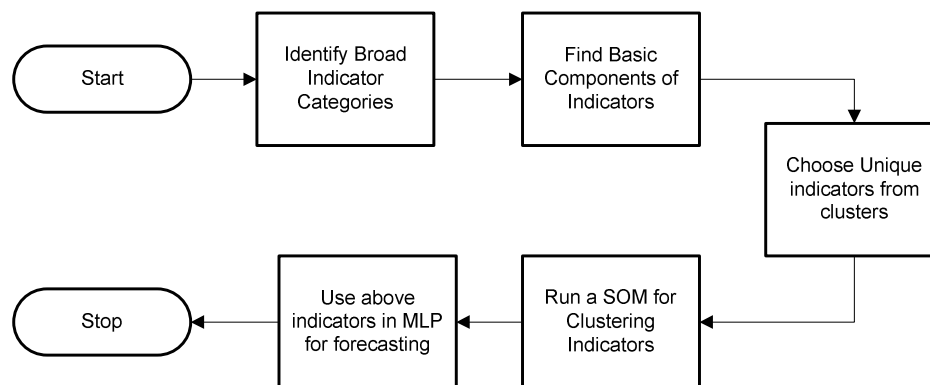 Start
Identify Broad
Indicator
Categories
Find Basic
Components of
Indicators
Choose Unique
indicators from
clusters
Run a SOM for
Clustering
Indicators
Use above
indicators in MLP
for forecasting
Stop